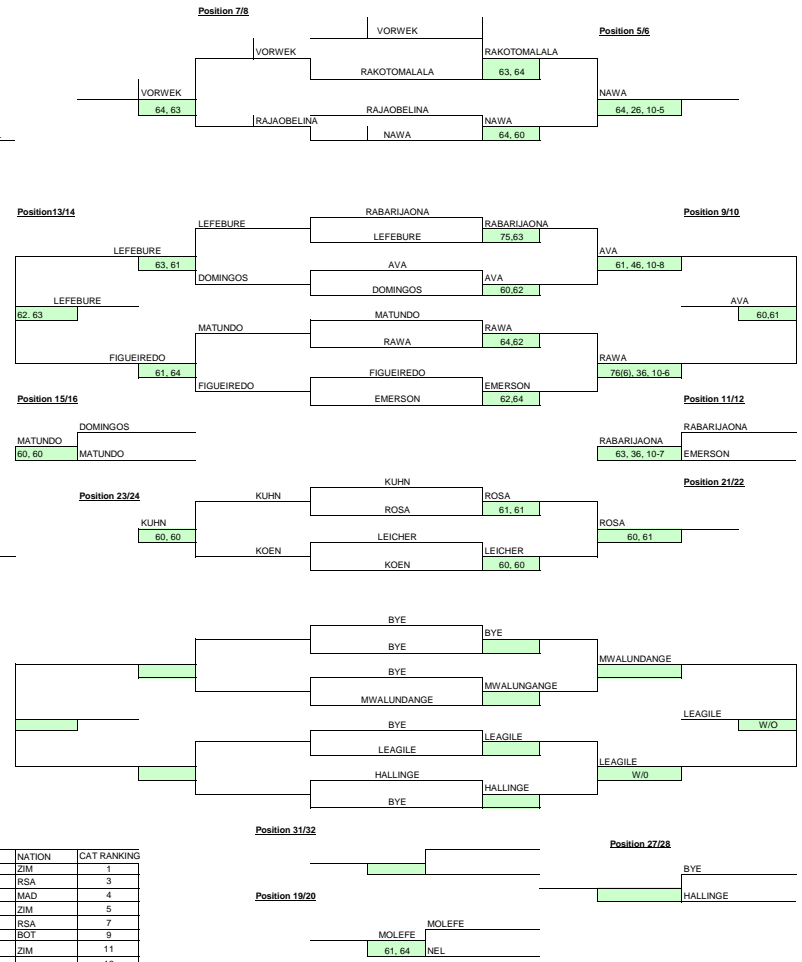 Position 7/8
VORWEK
Position 5/6
VORWEK
RAKOTOMALALA
RAKOTOMALALA
63, 64
VORWEK
NAWA
64, 63
RAJAOBELINA
64, 26, 10-5
RAJAOBELINA
NAWA
NAWA
64, 60
Position13/14
RABARIJAONA
Position 9/10
LEFEBURE
RABARIJAONA
LEFEBURE
75,63
LEFEBURE
AVA
63, 61
AVA
61, 46, 10-8
DOMINGOS
AVA
DOMINGOS
60,62
LEFEBURE
AVA
62. 63
MATUNDO
60,61
MATUNDO
RAWA
RAWA
64,62
FIGUEIREDO
RAWA
61, 64
FIGUEIREDO
76(6), 36, 10-6
FIGUEIREDO
EMERSON
EMERSON
62,64
Position 15/16
Position 11/12
DOMINGOS
RABARIJAONA
MATUNDO
RABARIJAONA
60, 60
MATUNDO
63, 36, 10-7
EMERSON
Position 23/24
KUHN
Position 21/22
KUHN
ROSA
ROSA
61, 61
KUHN
ROSA
60, 60
LEICHER
60, 61
KOEN
LEICHER
KOEN
60, 60
BYE
BYE
BYE
MWALUNDANGE
BYE
MWALUNGANGE
MWALUNDANGE
LEAGILE
BYE
W/O
LEAGILE
LEAGILE
LEAGILE
HALLINGE
W/0
HALLINGE
BYE
Position 31/32
Position 27/28
NATION CAT RANKING
ZIM 1
BYE
RSA 3
MAD 4
Position 19/20
HALLINGE
ZIM 5
RSA 7
MOLEFE
BOT 9
MOLEFE
ZIM 11
61, 64
NEL